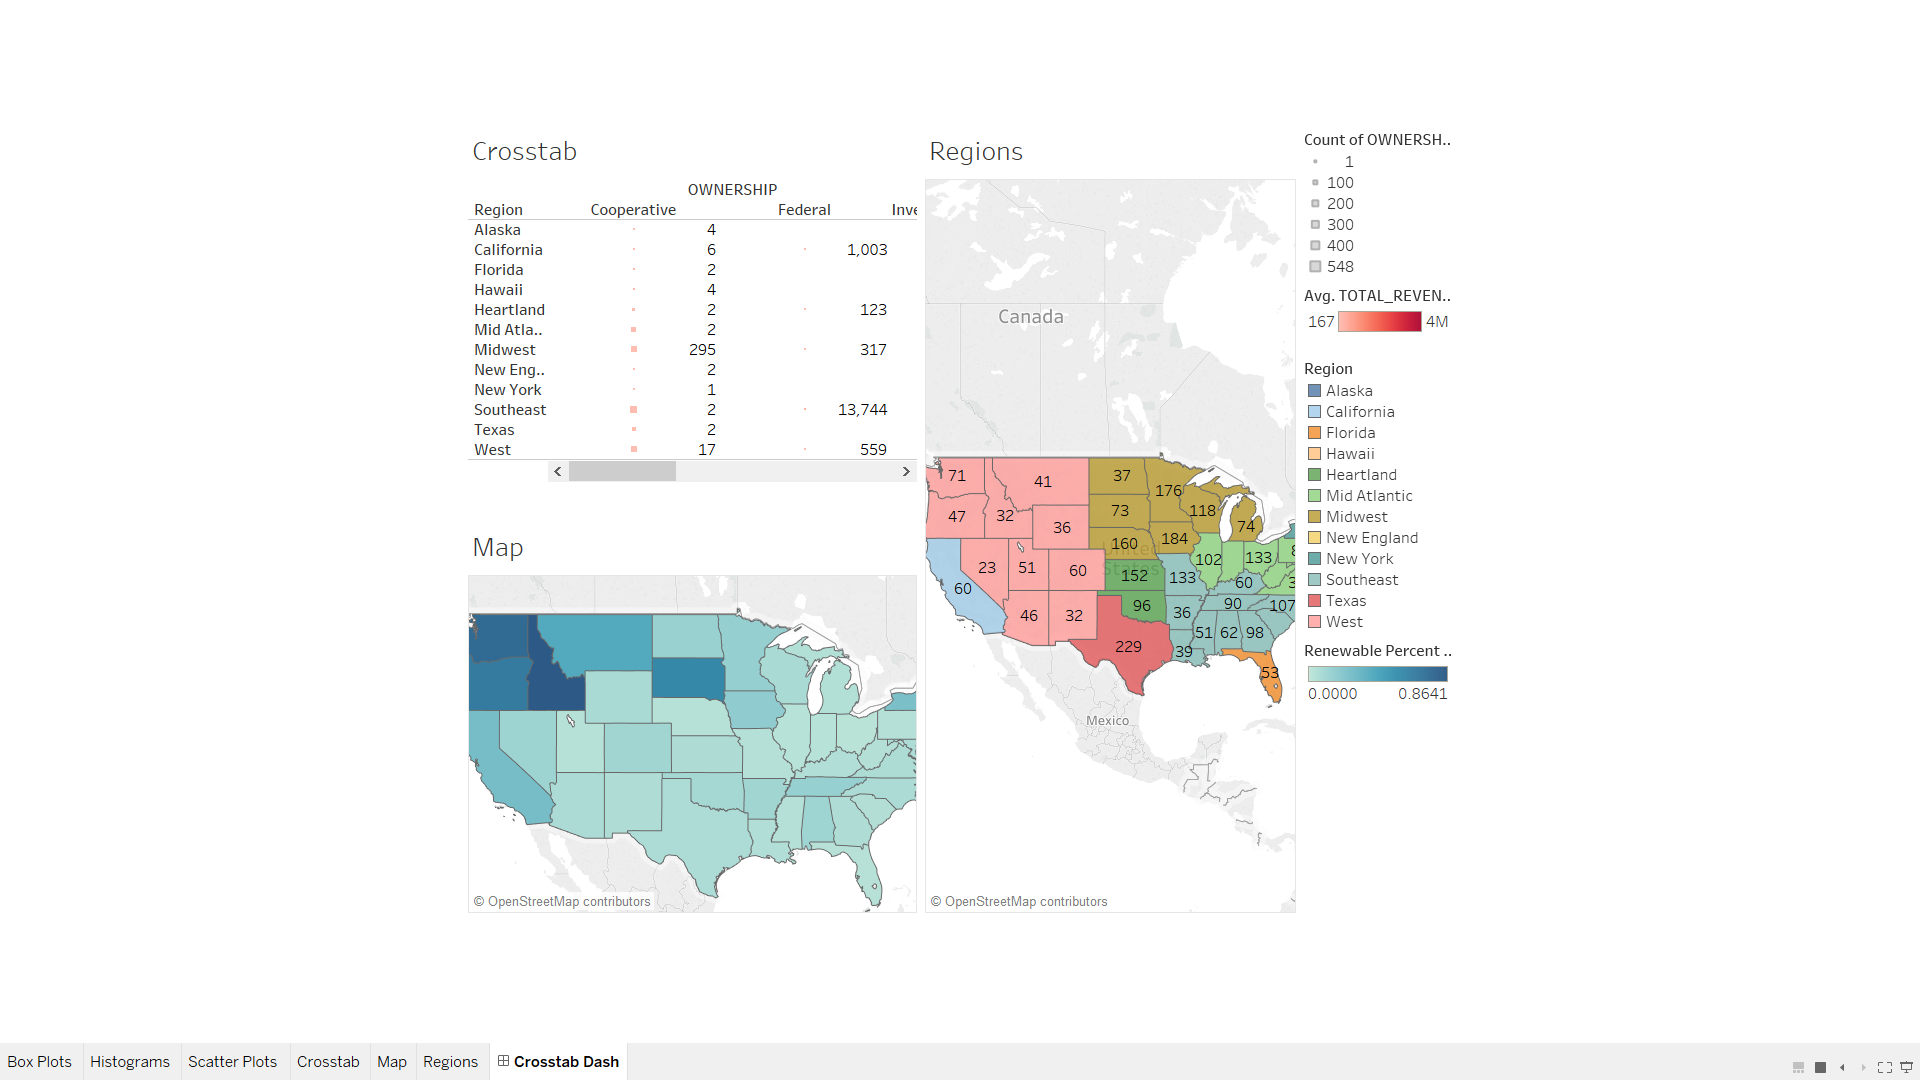 Crosstab
OWNERSHIP
Region Cooperative Federal Inve
Alaska 4
California 6 1,003
Florida 2
Hawaii 4
Heartland 2 123
Mid Atla.. 2
Midwest 295 317
New Eng.. 2
New York 1
Southeast 2 13,744
Texas 2
West 17 559
Map
© OpenStreetMap contributors
Regions
Canada
71 41 37 176
47 32 36 73 118 74
160 184
United
States
60 23 51 60 152 133 102 133 8
60 3
46 32 96 36 90 107
229 39 51 62 98
53
Mexico
© OpenStreetMap contributors
Count of OWNERSH..
1
100
200
300
400
548
Avg. TOTAL_REVEN..
167 4M
Region
Alaska
California
Florida
Hawaii
Heartland
Mid Atlantic
Midwest
New England
New York
Southeast
Texas
West
Renewable Percent ..
0.0000 0.8641
Box Plots Histograms Scatter Plots Crosstab Map Regions Crosstab Dash